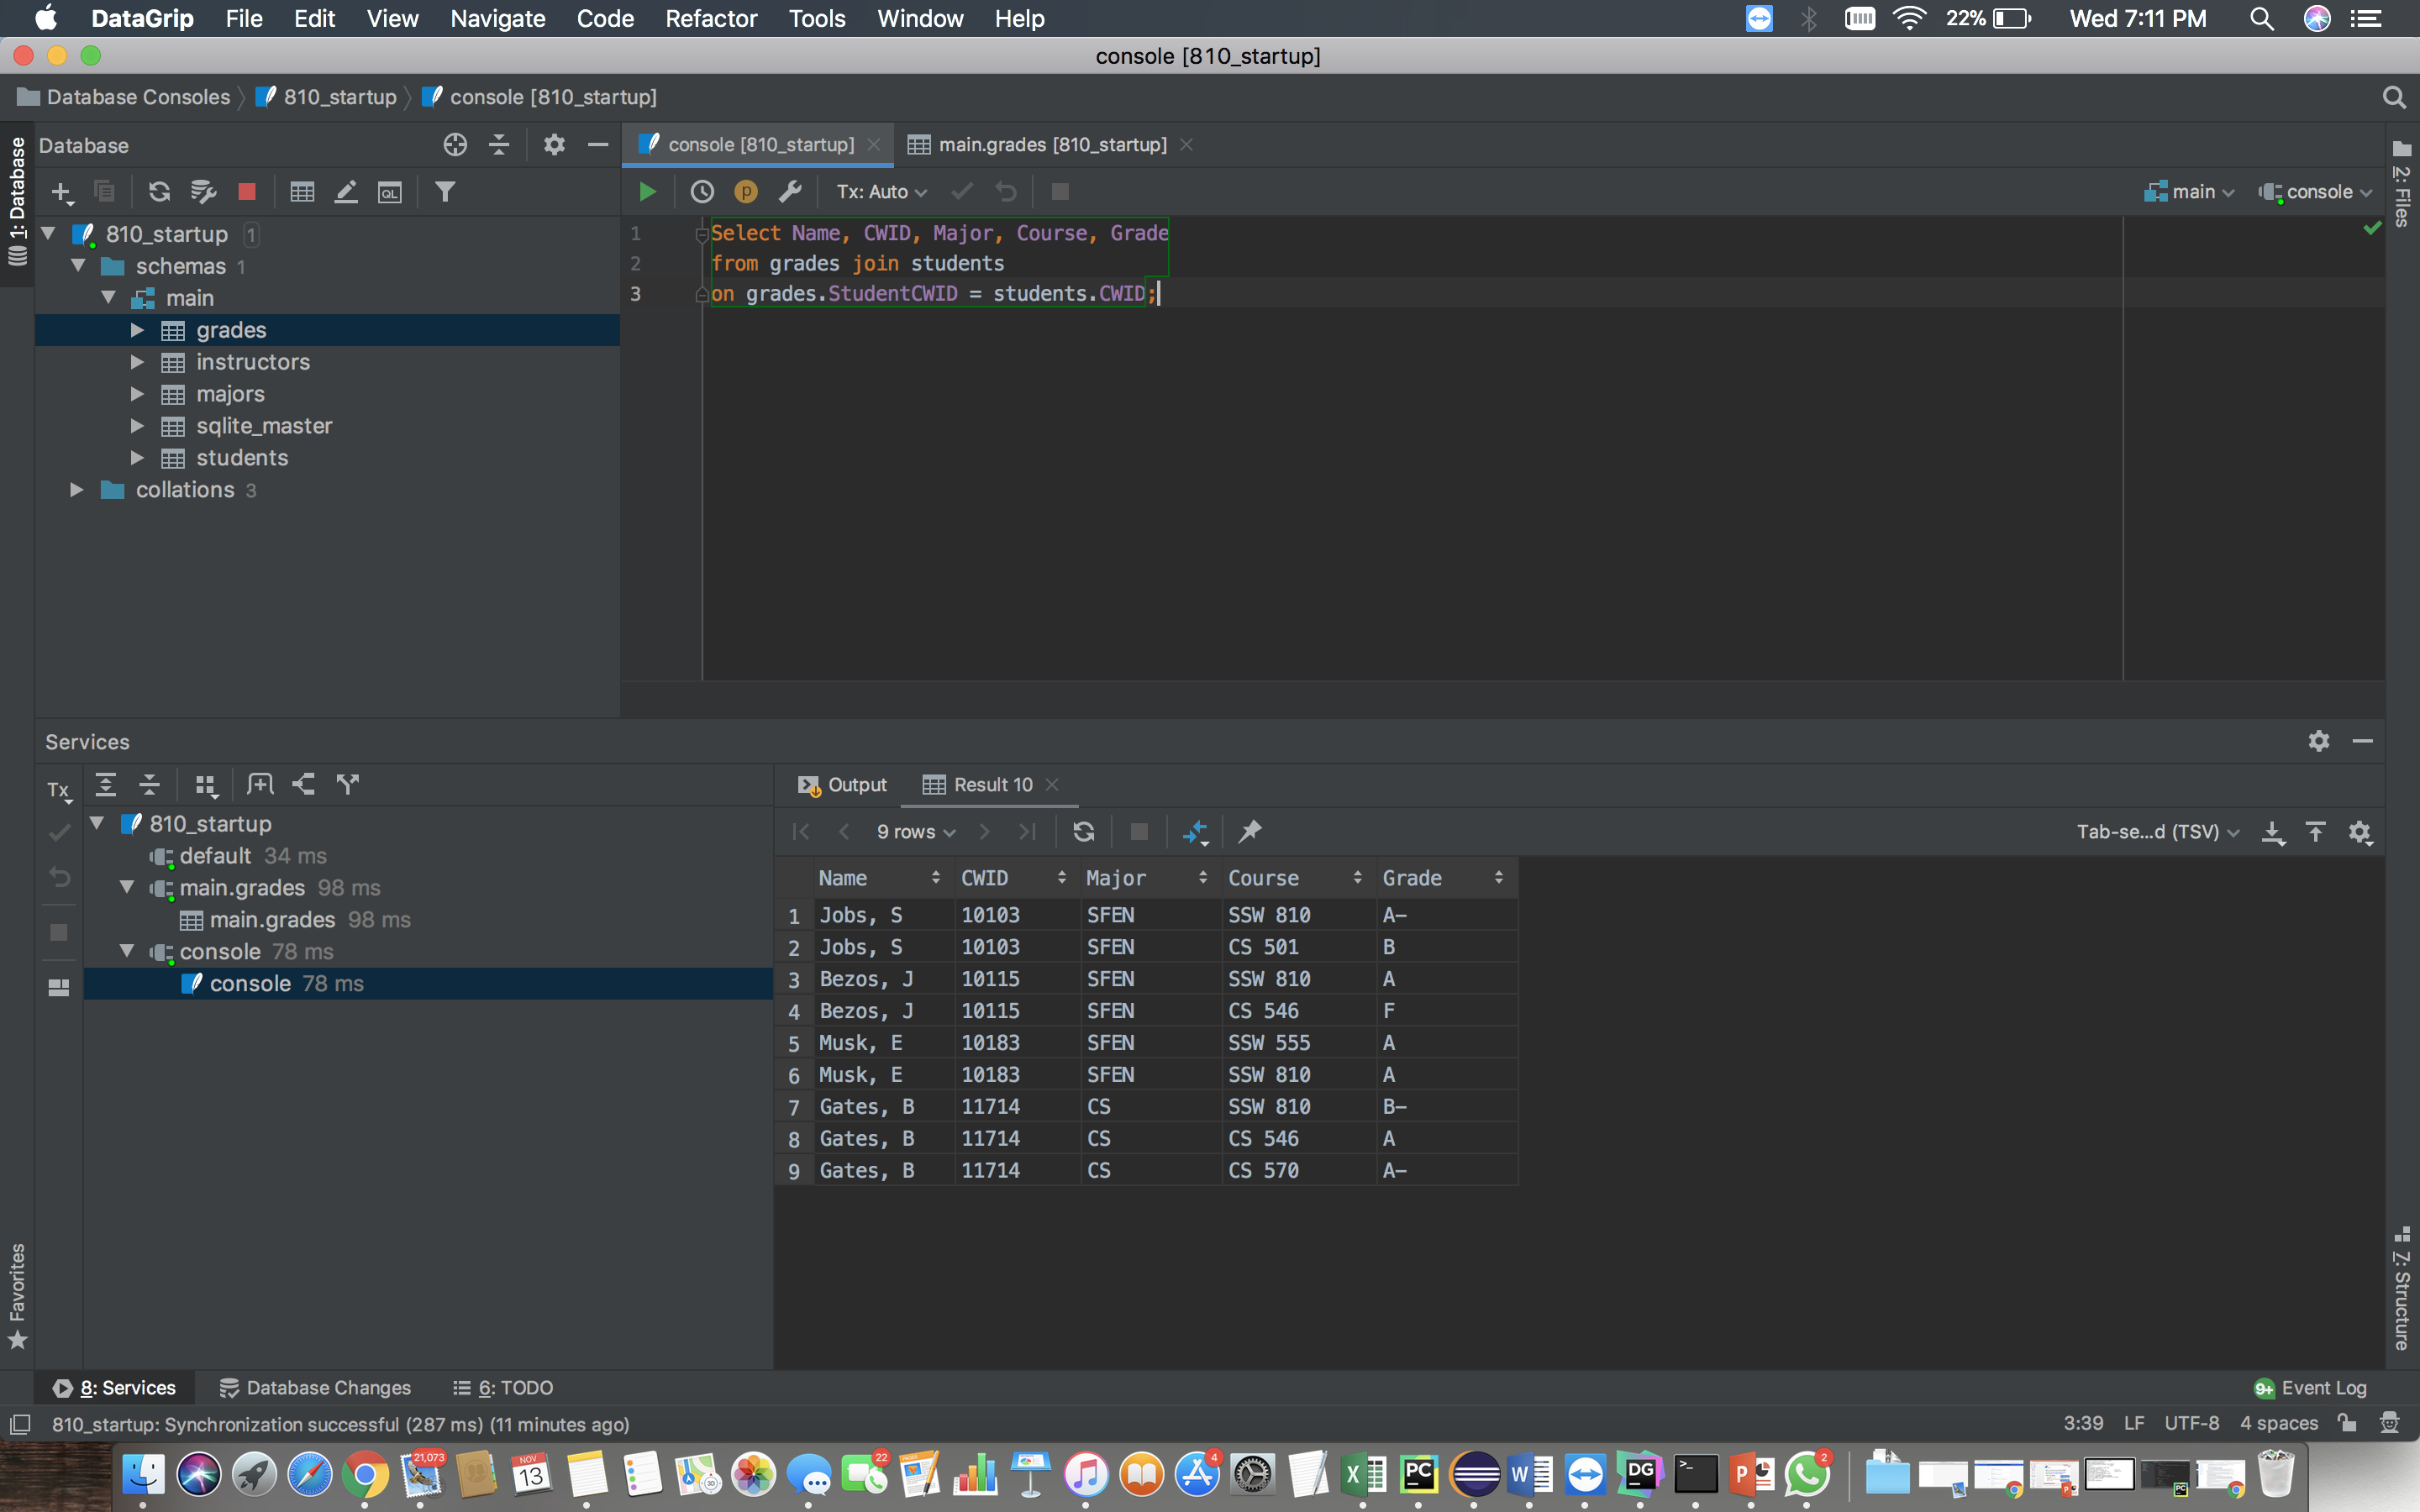 DataGrip File Edit View Navigate Code Refactor Tools Window Help 22% Wed 7:11 PM
console [810_startup]
Database Consoles 810_startup console [810_startup]
1: Database
Database
console [810_startup] main.grades [810_startup]
2: Files
QL
p Tx: Auto main console
810_startup 1
schemas 1
main
grades
instructors
majors
sqlite_master
students
collations 3
1 Select Name, CWID, Major, Course, Grade
2 from grades join students
3 on grades.StudentCWID = students.CWID;
Services
Tx
Output Result 10
810_startup
default 34 ms
main.grades 98 ms
main.grades 98 ms
console 78 ms
console 78 ms
9 rows Tab-se...d (TSV)
Name CWID Major Course Grade
1 Jobs, S 10103 SFEN SSW 810 A-
2 Jobs, S 10103 SFEN CS 501 B
3 Bezos, J 10115 SFEN SSW 810 A
4 Bezos, J 10115 SFEN CS 546 F
5 Musk, E 10183 SFEN SSW 555 A
6 Musk, E 10183 SFEN SSW 810 A
7 Gates, B 11714 CS SSW 810 B-
8 Gates, B 11714 CS CS 546 A
9 Gates, B 11714 CS CS 570 A-
Favorites
7: Structure
8: Services Database Changes 6: TODO 9+ Event Log
810_startup: Synchronization successful (287 ms) (11 minutes ago) 3:39 LF UTF-8 4 spaces
21,073 NOV 13 22 4 X PC W DG >_ P 2